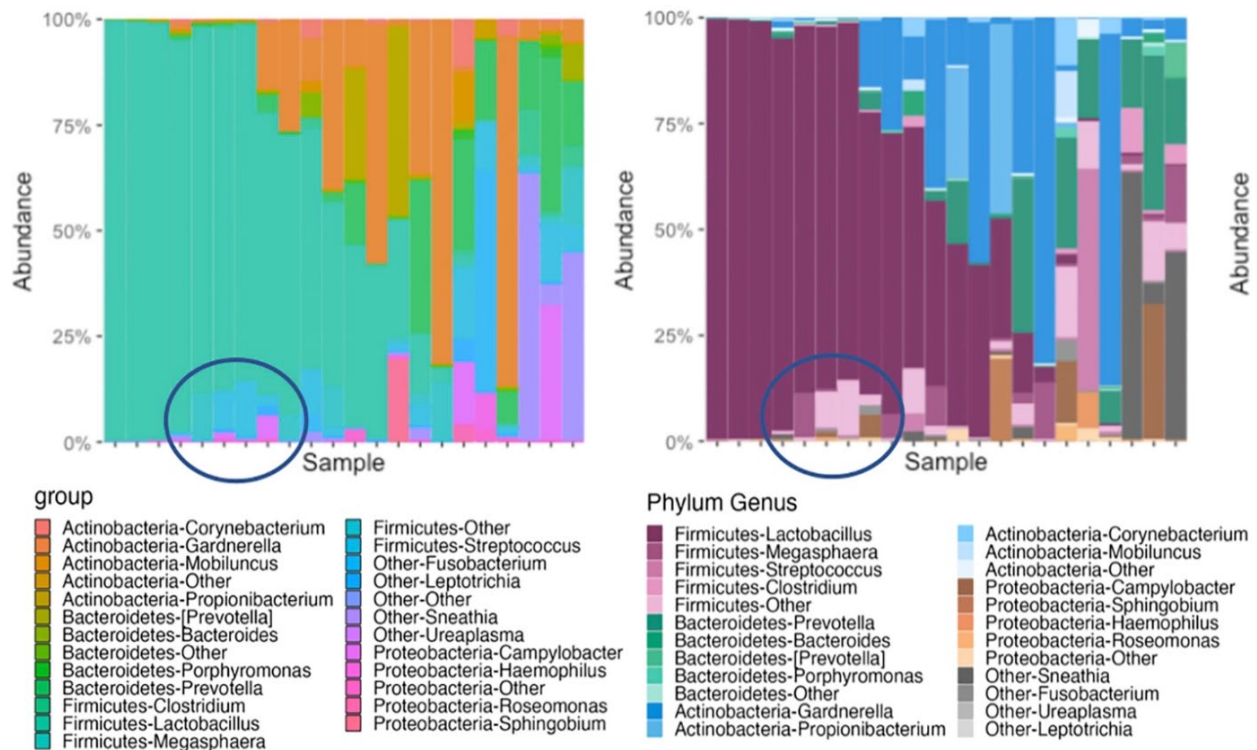 100%
75%
50%
25%
0%
Abundance
Sample
group
Actinobacteria-Corynebacterium
Actinobacteria-Gardnerella
Actinobacteria-Mobiluncus
Actinobacteria-Other
Actinobacteria-Propionibacterium
Bacteroidetes-[Prevotella]
Bacteroidetes-Bacteroides
Bacteroidetes-Other
Bacteroidetes-Porphyromonas
Bacteroidetes-Prevotella
Firmicutes-Clostridium
Firmicutes-Lactobacillus
Firmicutes-Megasphaera
Firmicutes-Other
Firmicutes-Streptococcus
Other-Fusobacterium
Other-Leptotrichia
Other-Other
Other-Sneathia
Other-Ureaplasma
Proteobacteria-Campylobacter
Proteobacteria-Haemophilus
Proteobacteria-Other
Proteobacteria-Roseomonas
Proteobacteria-Sphingobium
100%
75%
50%
25%
0%
Abundance
Sample
Phylum Genus
Firmicutes-Lactobacillus
Firmicutes-Megasphaera
Firmicutes-Streptococcus
Firmicutes-Clostridium
Firmicutes-Other
Bacteroidetes-Prevotella
Bacteroidetes-Bacteroides
Bacteroidetes-[Prevotella]
Bacteroidetes-Porphyromonas
Bacteroidetes-Other
Actinobacteria-Gardnerella
Actinobacteria-Propionibacterium
Actinobacteria-Corynebacterium
Actinobacteria-Mobiluncus
Actinobacteria-Other
Proteobacteria-Campylobacter
Proteobacteria-Sphingobium
Proteobacteria-Haemophilus
Proteobacteria-Roseomonas
Proteobacteria-Other
Other-Sneathia
Other-Fusobacterium
Other-Ureaplasma
Other-Leptotrichia
Abundance